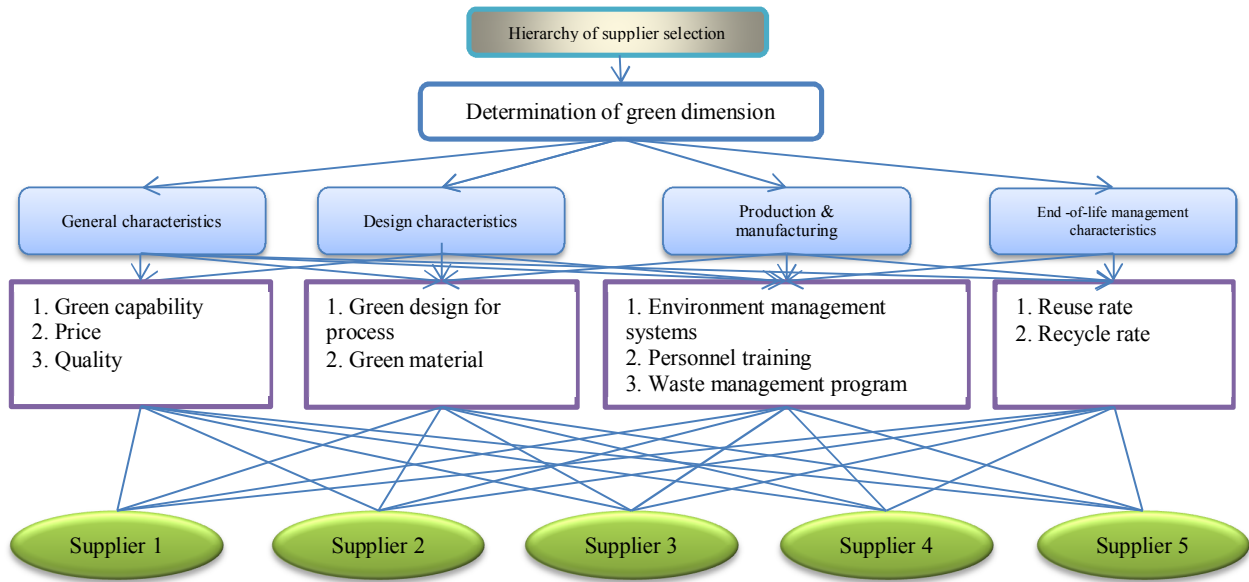 Hierarchy of supplier selection
Determination of green dimension
General characteristics
Design characteristics
Production &
manufacturing
End -of-life management
characteristics
1. Green capability
2. Price
3. Quality
1. Green design for
process
2. Green material
1. Environment management
systems
2. Personnel training
3. Waste management program
1. Reuse rate
2. Recycle rate
Supplier 1
Supplier 2
Supplier 3
Supplier 4
Supplier 5